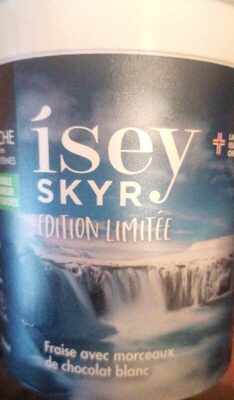 ísey
SKYR
EDITION LIMITÉE
Fraise avec morceaux
de chocolat blanc